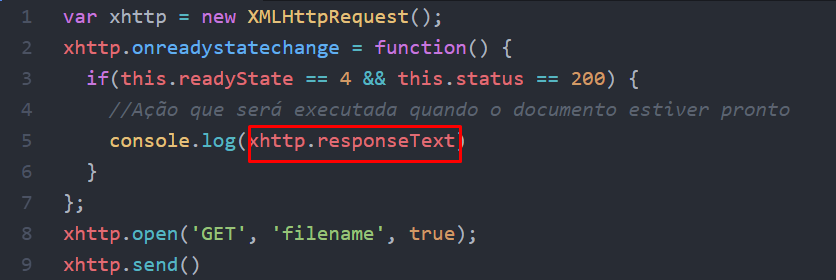 1 var xhttp = new XMLHttpRequest();
2 xhttp.onreadystatechange = function() {
3 if(this.readyState == 4 && this.status == 200) {
4 //Ação que será executada quando o documento estiver pronto
5 console.log(xhttp.responseText)
6 }
7 };
8 xhttp.open('GET', 'filename', true);
9 xhttp.send()